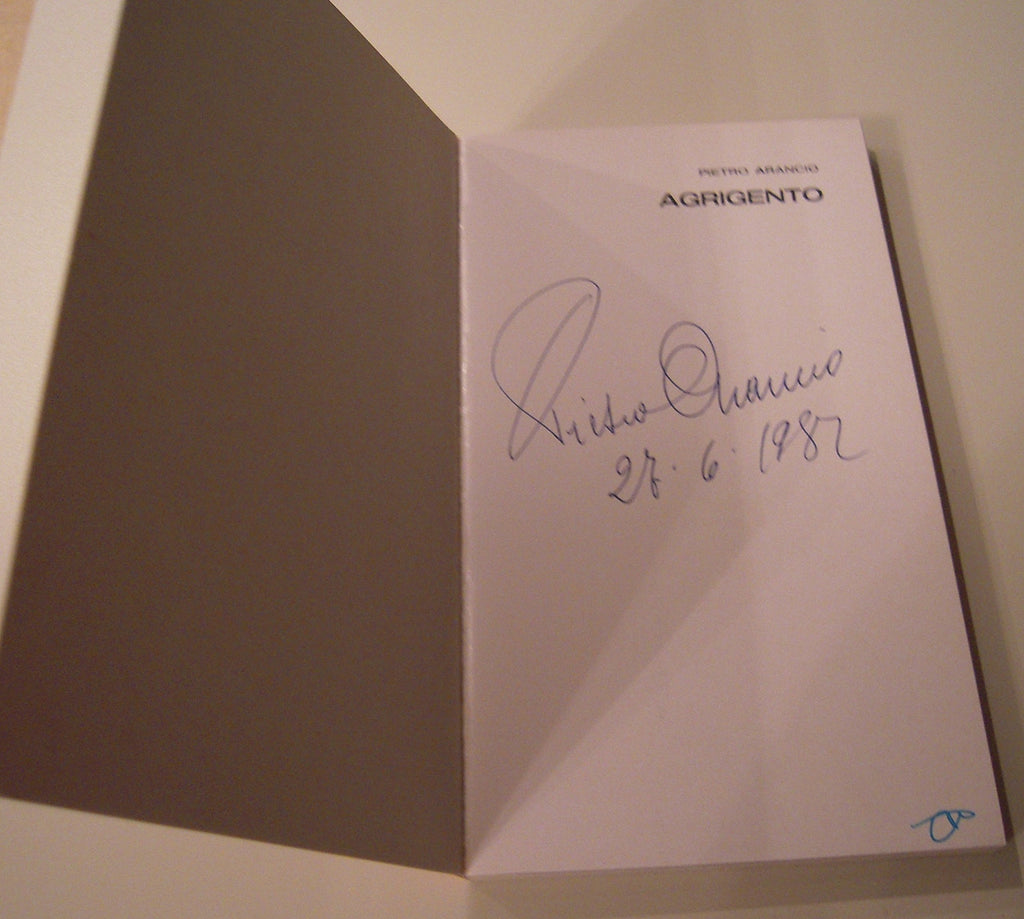 PIETRO ARANCIO
AGRIGENTO
Pietro Arancio
27.6.1982